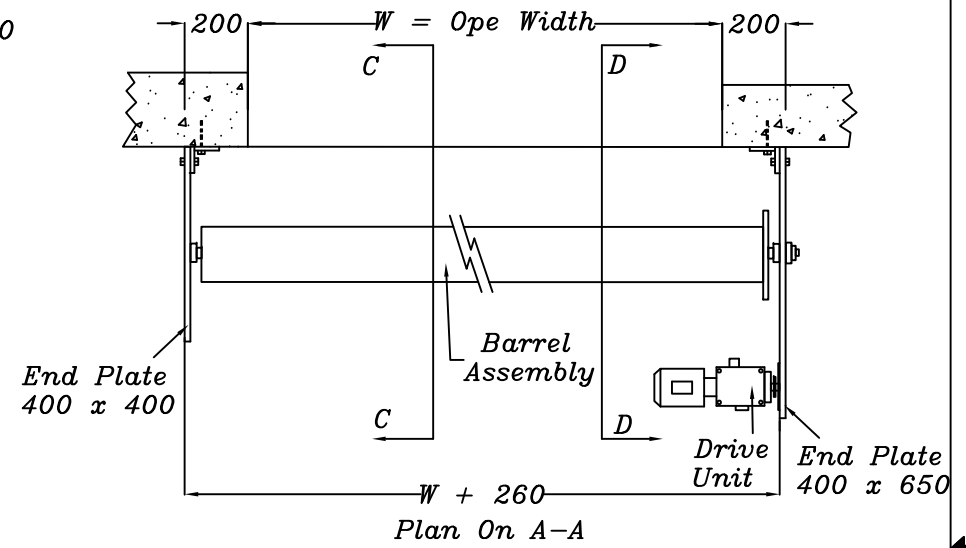 0
200
W = Ope Width
200
C
D
Barrel
Assembly
End Plate
400 x 400
C
D
Drive
Unit
End Plate
400 x 650
W + 260
Plan On A-A